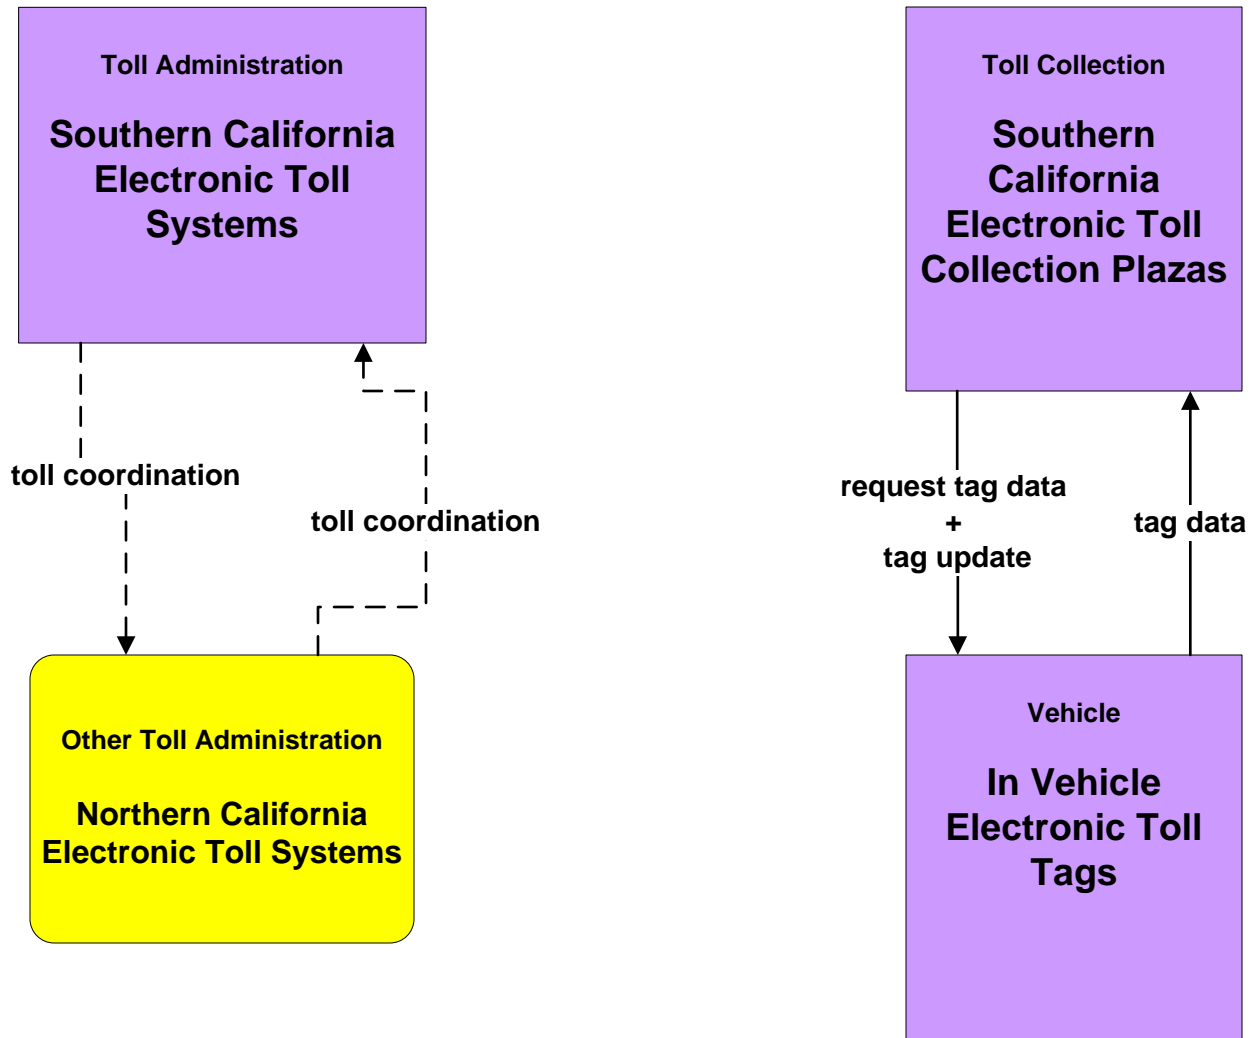 Toll Administration
Southern California
Electronic Toll
Systems
Toll Collection
Southern
California
Electronic Toll
Collection Plazas
toll coordination
toll coordination
request tag data
+
tag update
tag data
Other Toll Administration
Northern California
Electronic Toll Systems
Vehicle
In Vehicle
Electronic Toll
Tags